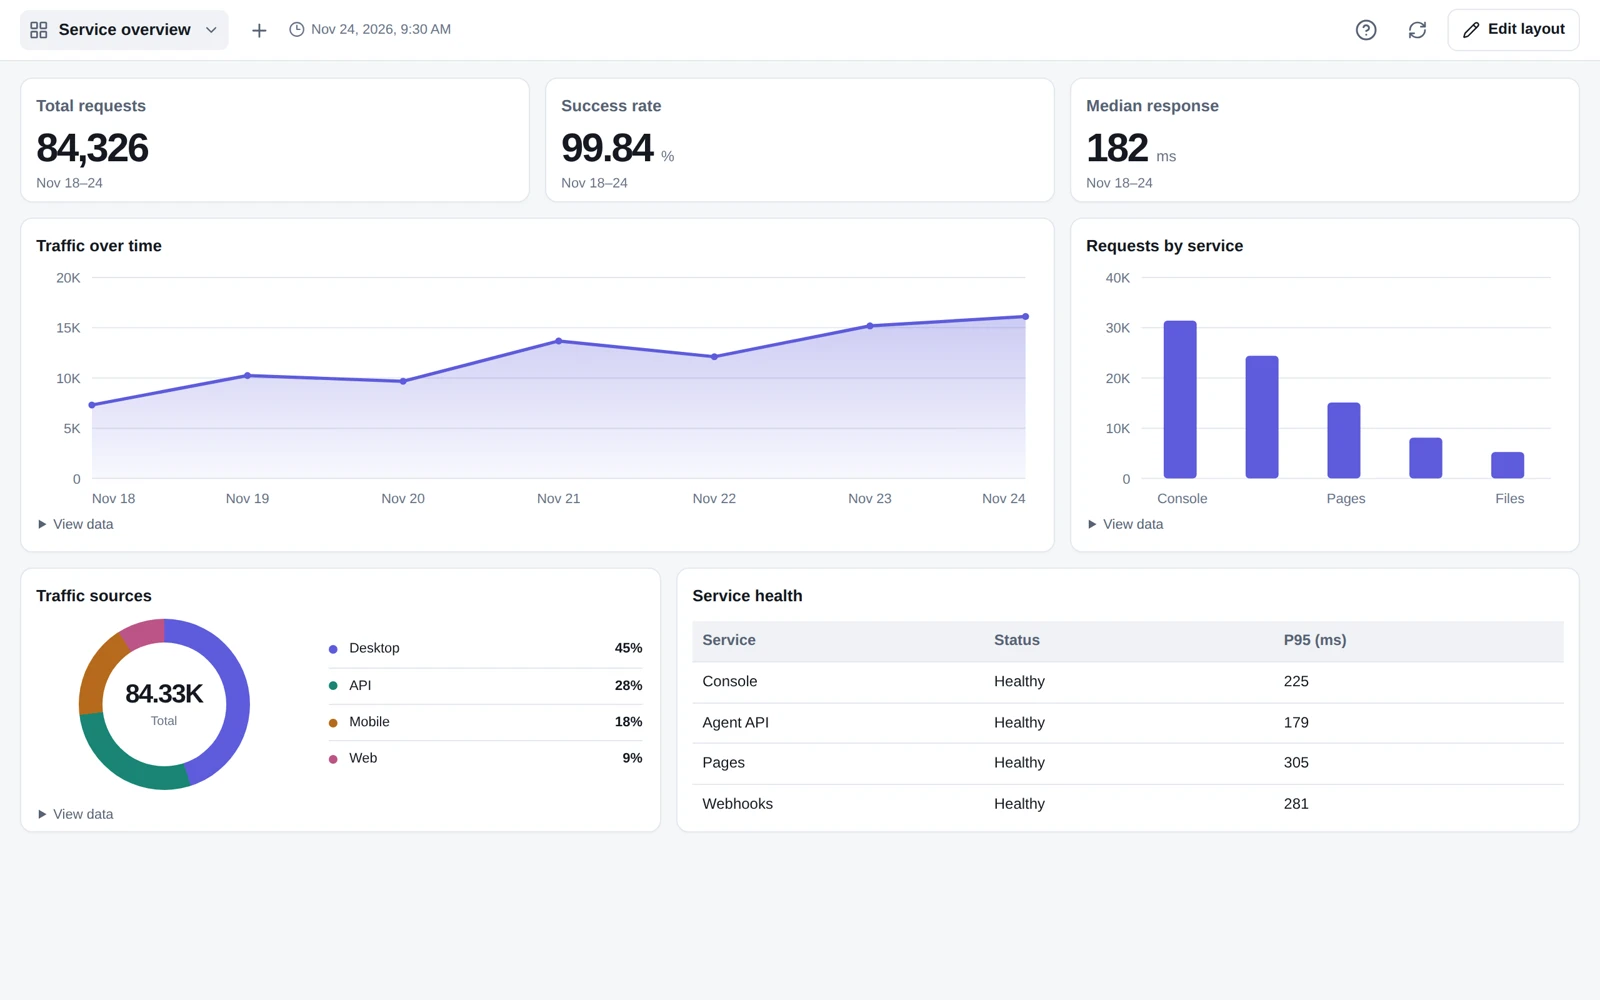 Service overview
Nov 24, 2026, 9:30 AM
Edit layout
Total requests
84,326
Nov 18–24
Success rate
99.84 %
Nov 18–24
Median response
182 ms
Nov 18–24
Traffic over time
20K
15K
10K
5K
0
Nov 18 Nov 19 Nov 20 Nov 21 Nov 22 Nov 23 Nov 24
View data
Requests by service
40K
30K
20K
10K
0
Console Pages Files
View data
Traffic sources
84.33K
Total
Desktop 45%
API 28%
Mobile 18%
Web 9%
View data
Service health
Service Status P95 (ms)
Console Healthy 225
Agent API Healthy 179
Pages Healthy 305
Webhooks Healthy 281